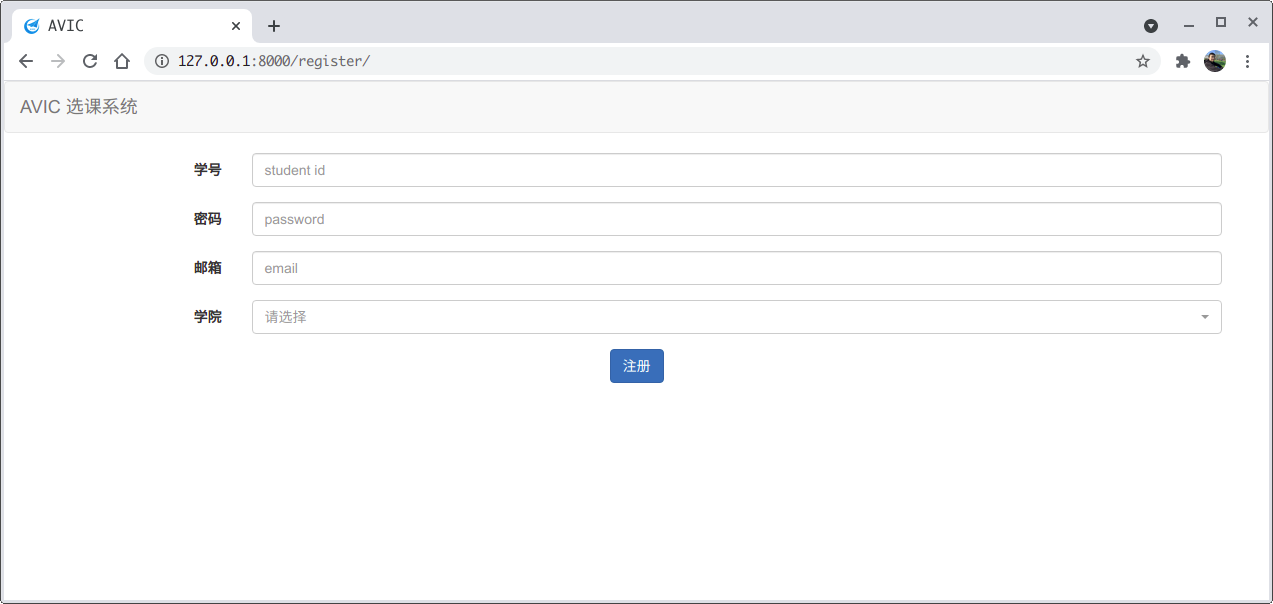 AVIC
127.0.0.1:8000/register/
AVIC 选课系统
学号 student id
密码 password
邮箱 email
学院 请选择
注册